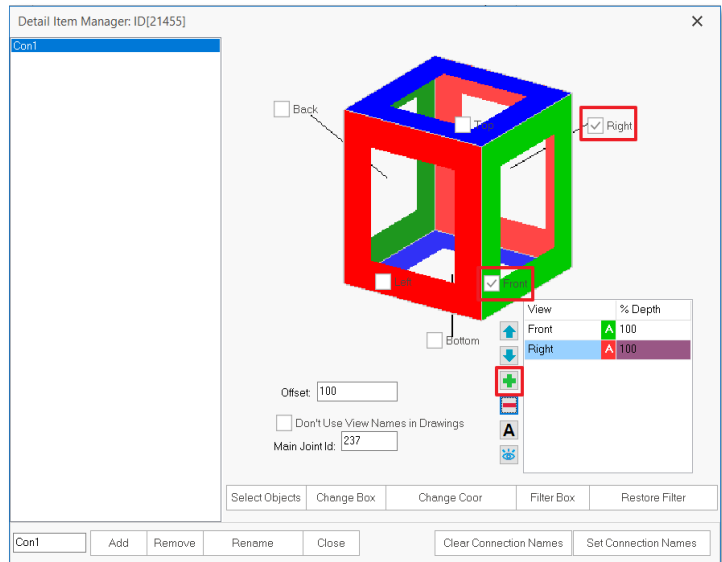 Detail Item Manager: ID[21455]
Con1
Back
Top
Right
Front
Bottom
View % Depth
Front A 100
Right A 100
Offset: 100
Don't Use View Names in Drawings
A
Main Joint Id: 237
Select Objects Change Box Change Coor Filter Box Restore Filter
Con1 Add Remove Rename Close Clear Connection Names Set Connection Names